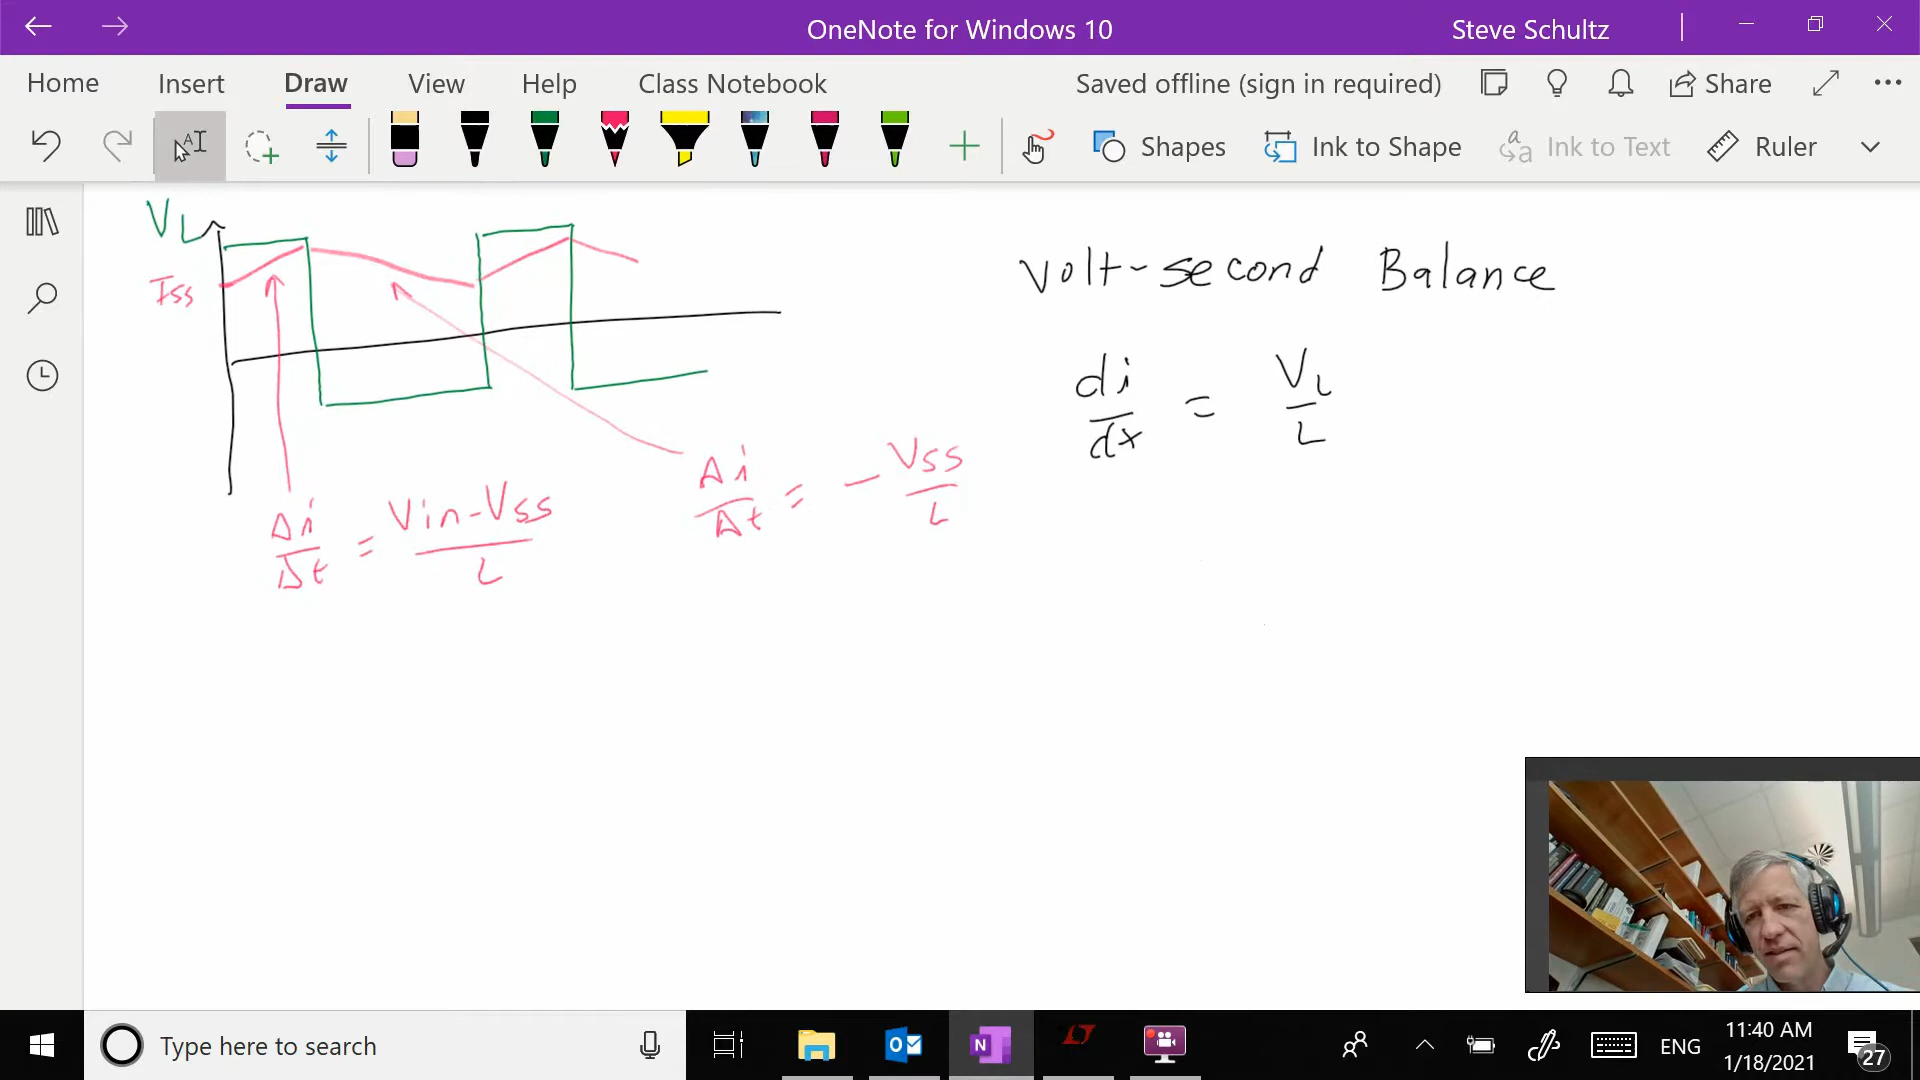 OneNote for Windows 10
Steve Schultz
Home Insert Draw View Help Class Notebook
Saved offline (sign in required)
Share
Shapes
Ink to Shape
Ink to Text
Ruler
VL
Iss
Volt-second Balance
di/dx = VL/L
Δi/Δt = Vin-Vss/L
Δi/Δt = - Vss/L
Type here to search
ENG
11:40 AM
1/18/2021
27